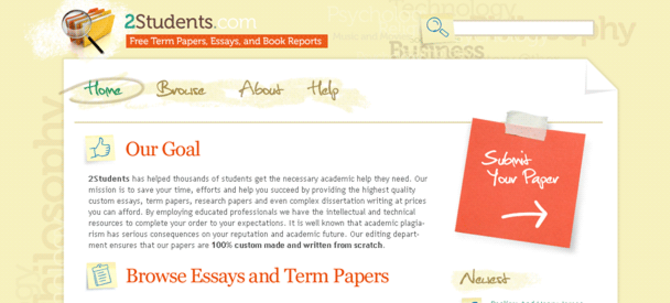 2Students.com
Free Term Papers, Essays, and Book Reports
Technology
Business
Philosophy
Home
Browse
About
Help
Our Goal
2Students has helped thousands of students get the necessary academic help they need. Our
mission is to save your time, efforts and help you succeed by providing the highest quality
custom essays, term papers, research papers and even complex dissertation writing at prices
you can afford. By employing educated professionals we have the intellectual and technical
resources to complete your order to your expectations. It is well known that academic plagia-
rism has serious consequences on your reputation and academic future. Our editing depart-
ment ensures that our papers are 100% custom made and written from scratch.
Submit
Your Paper
Browse Essays and Term Papers
Newest